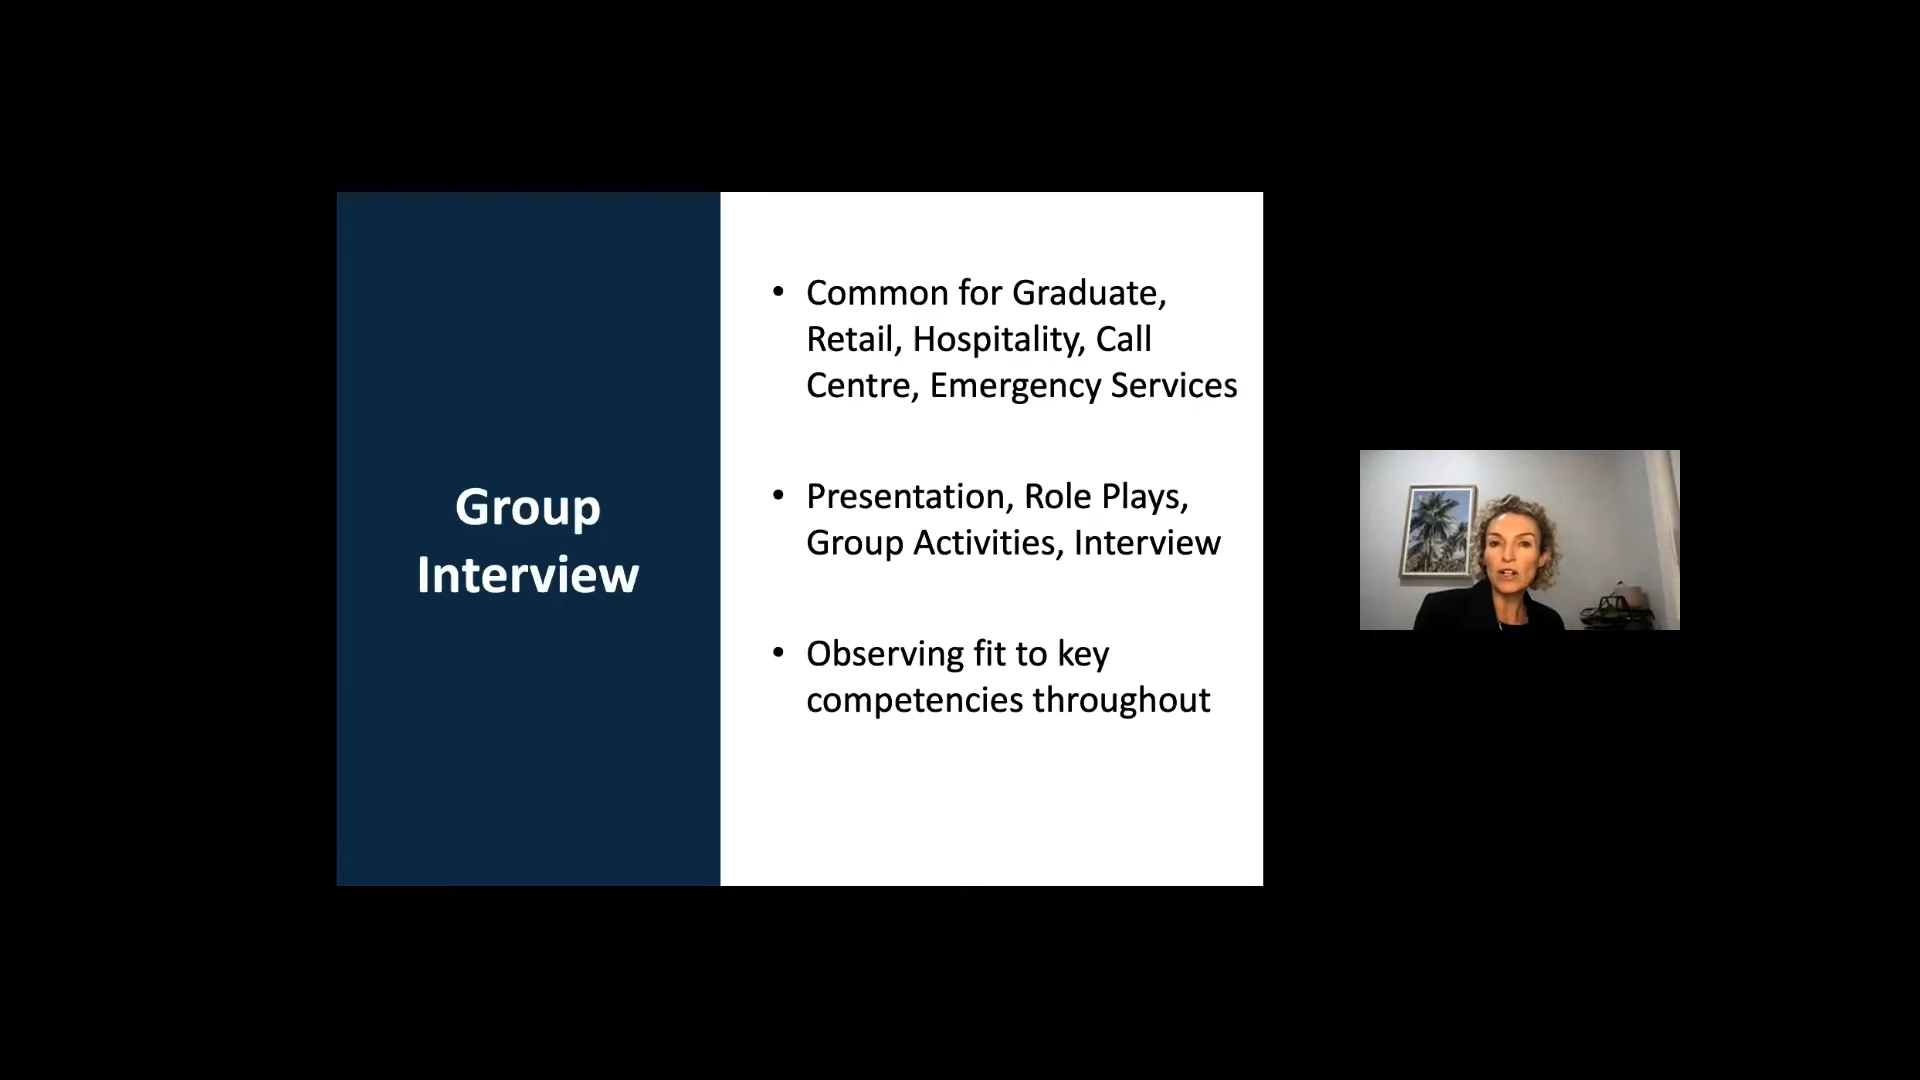 Group
Interview
• Common for Graduate,
Retail, Hospitality, Call
Centre, Emergency Services
• Presentation, Role Plays,
Group Activities, Interview
• Observing fit to key
competencies throughout